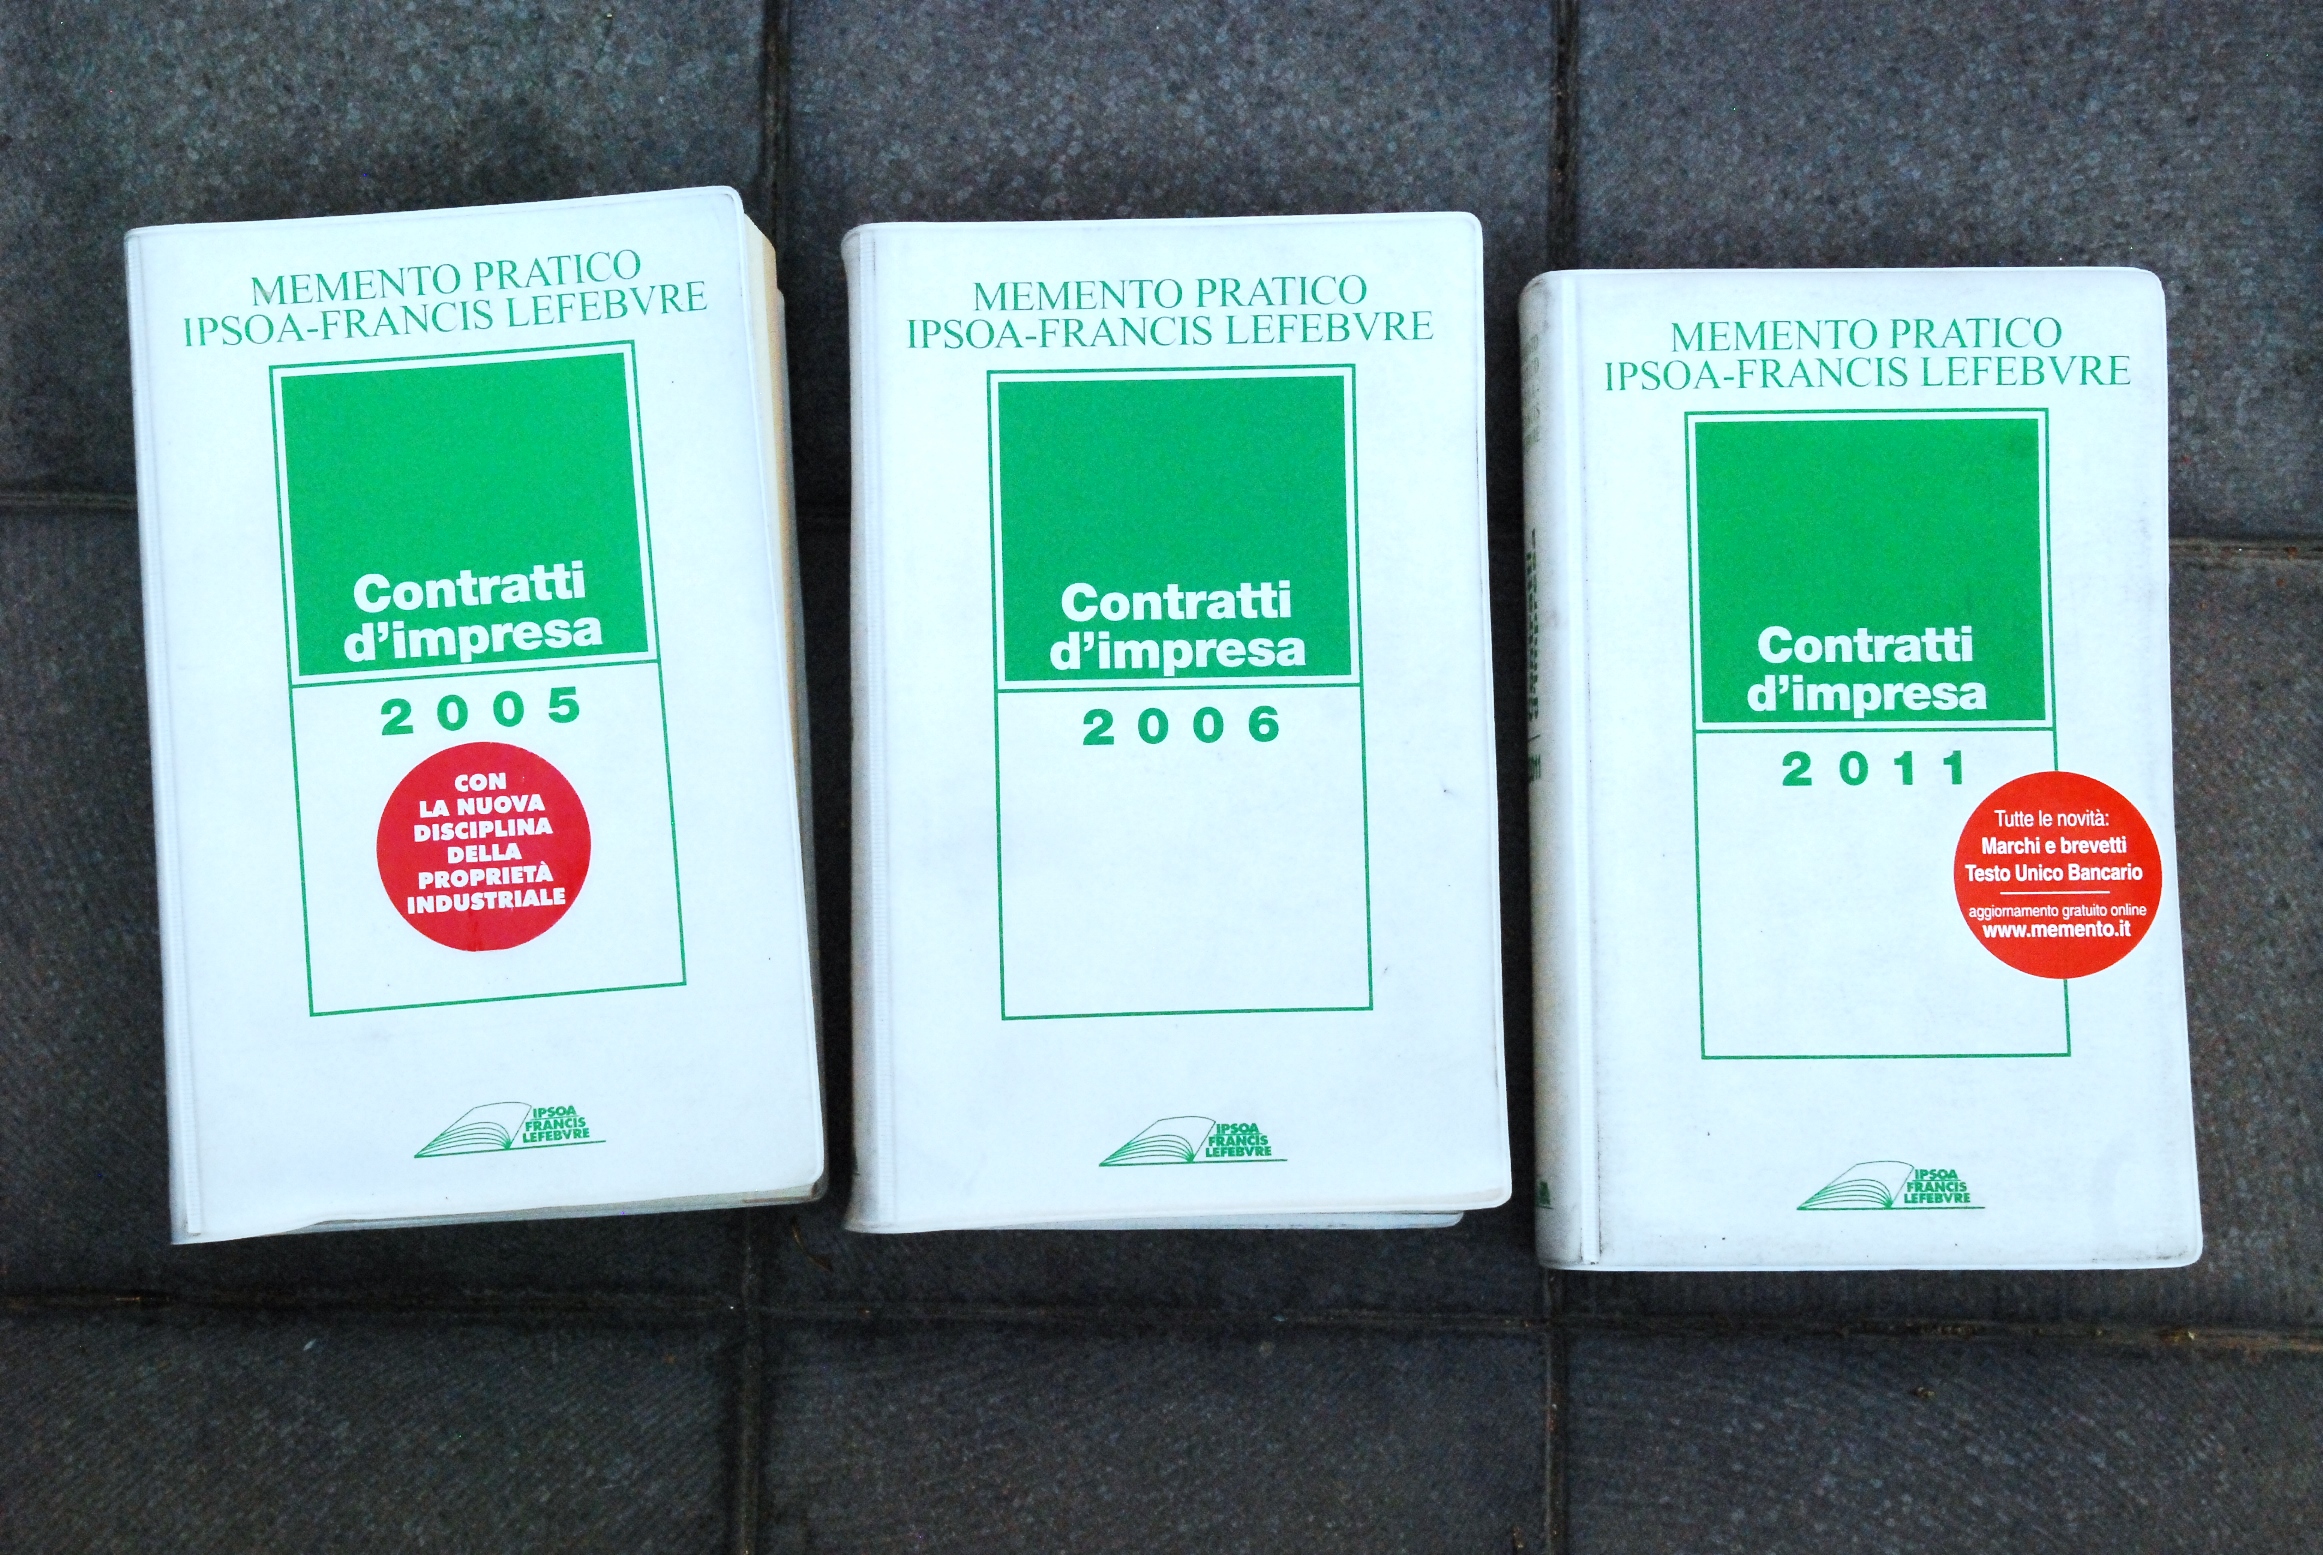 MEMENTO PRATICO
IPSOA-FRANCIS LEFEBVRE
Contratti
d'impresa
2005
CON
LA NUOVA
DISCIPLINA
DELLA
PROPRIETÀ
INDUSTRIALE
IPSOA
FRANCIS
LEFEBVRE
MEMENTO PRATICO
IPSOA-FRANCIS LEFEBVRE
Contratti
d'impresa
2006
IPSOA
FRANCIS
LEFEBVRE
MEMENTO PRATICO
IPSOA-FRANCIS LEFEBVRE
Contratti
d'impresa
2011
Tutte le novità:
Marchi e brevetti
Testo Unico Bancario
aggiornamento gratuito online
www.memento.it
IPSOA
FRANCIS
LEFEBVRE